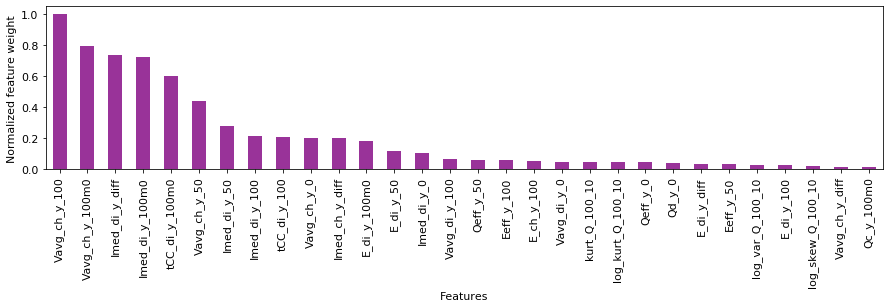 Normalized feature weight
1.0
0.8
0.6
0.4
0.2
0.0
Vavg_ch_y_100
Vavg_ch_y_100m0
Imed_di_y_diff
Imed_di_y_100m0
tCC_di_y_100m0
Vavg_ch_y_50
Imed_di_y_50
Imed_di_y_100
tCC_di_y_100
Vavg_ch_y_0
Imed_ch_y_diff
E_di_y_100m0
E_di_y_50
Imed_di_y_0
Vavg_di_y_100
Qeff_y_50
Eeff_y_100
E_ch_y_100
Vavg_di_y_0
kurt_Q_100_10
log_kurt_Q_100_10
Qeff_y_0
Qd_y_0
E_di_y_diff
Eeff_y_50
log_var_Q_100_10
E_di_y_100
log_skew_Q_100_10
Vavg_ch_y_diff
Qc_y_100m0
Features